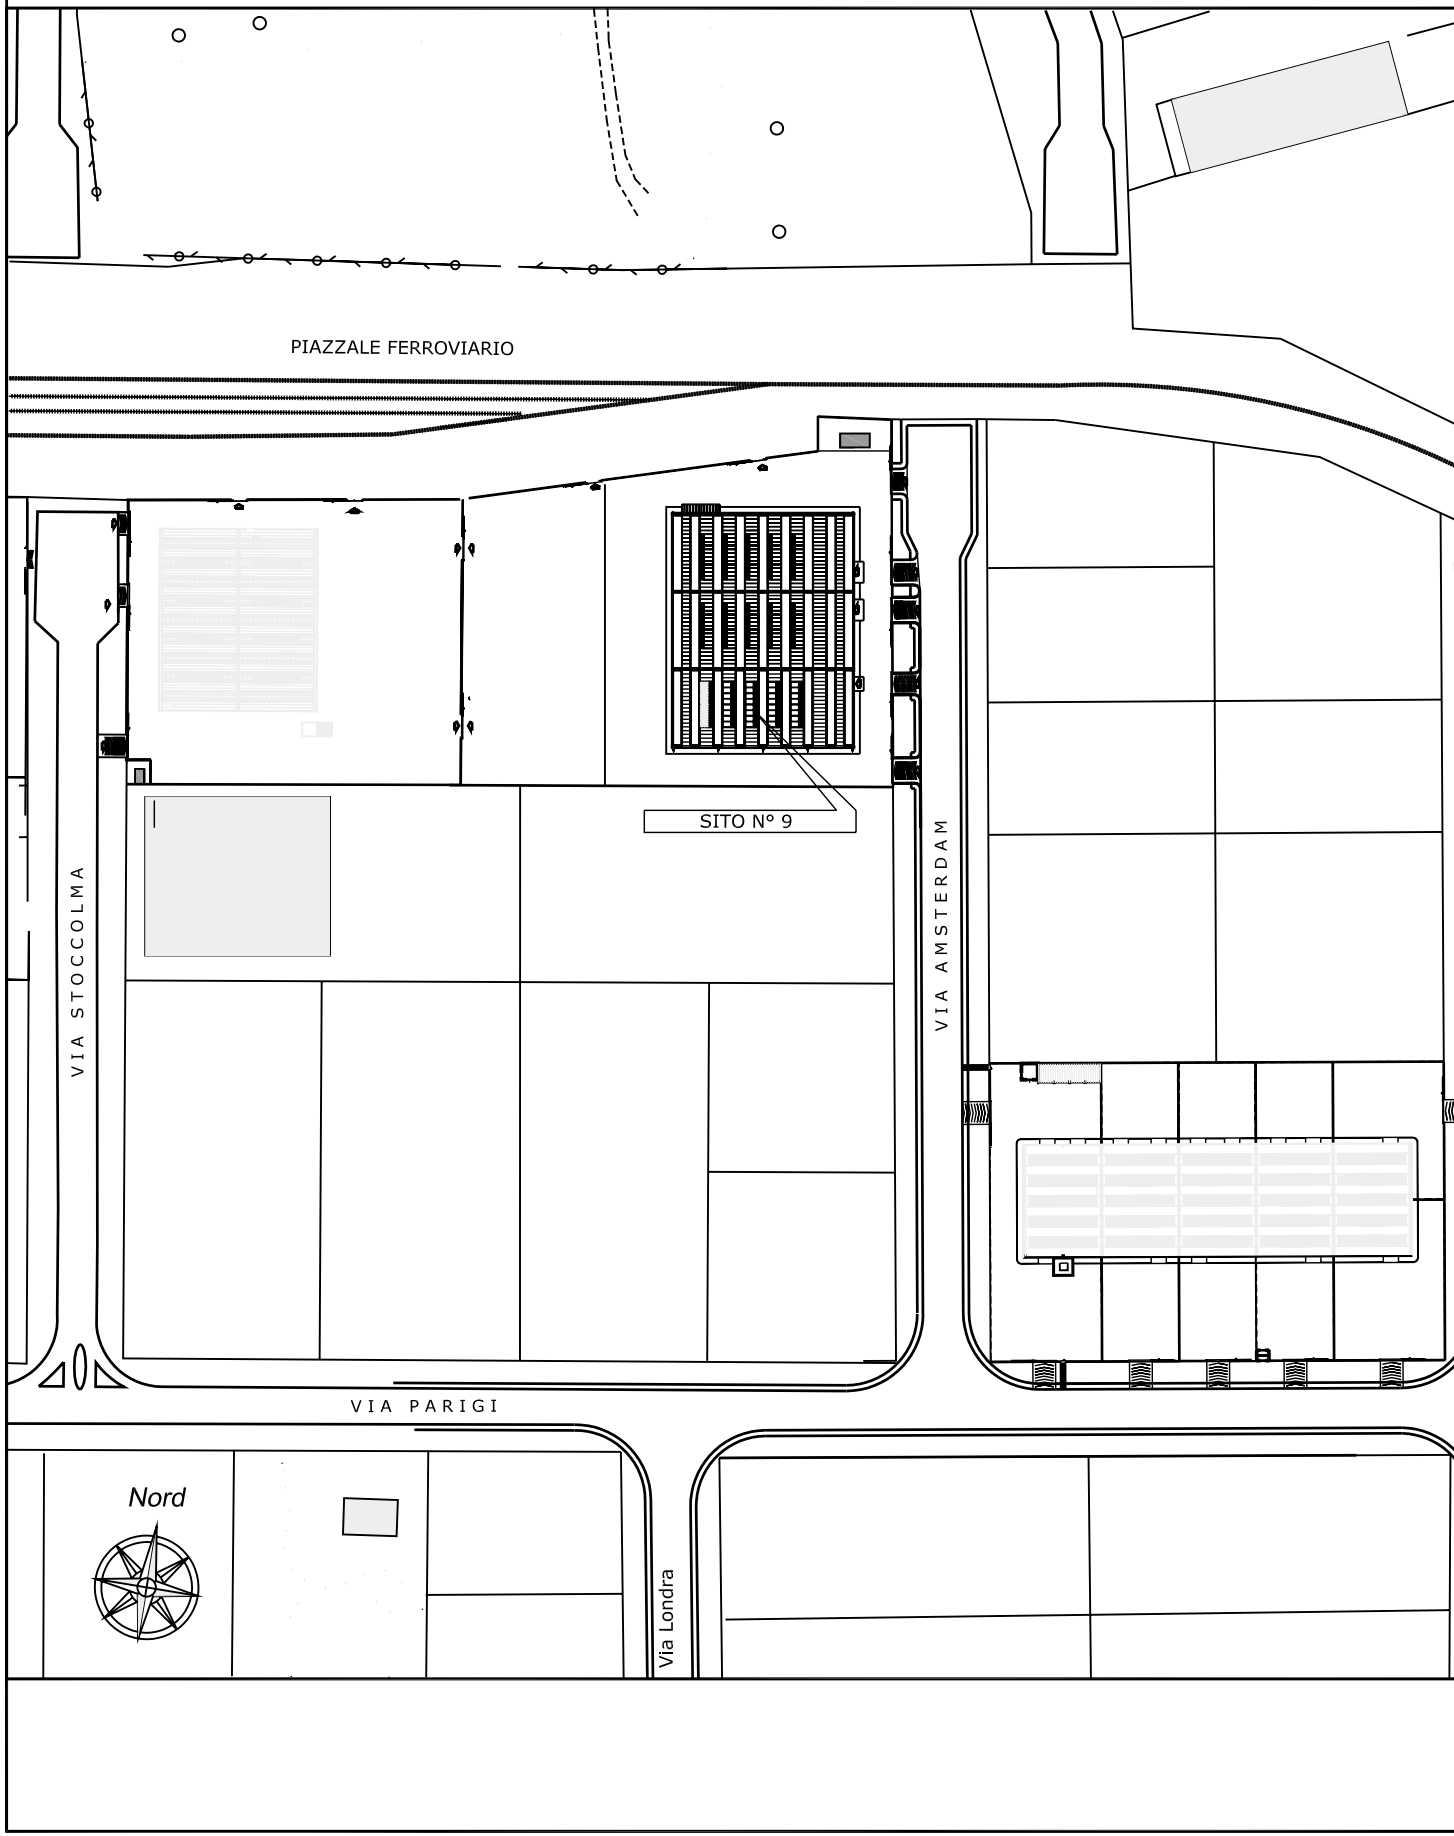 PIAZZALE FERROVIARIO
SITO N° 9
VIA STOCCOLMA
VIA AMSTERDAM
VIA PARIGI
Nord
Via Londra